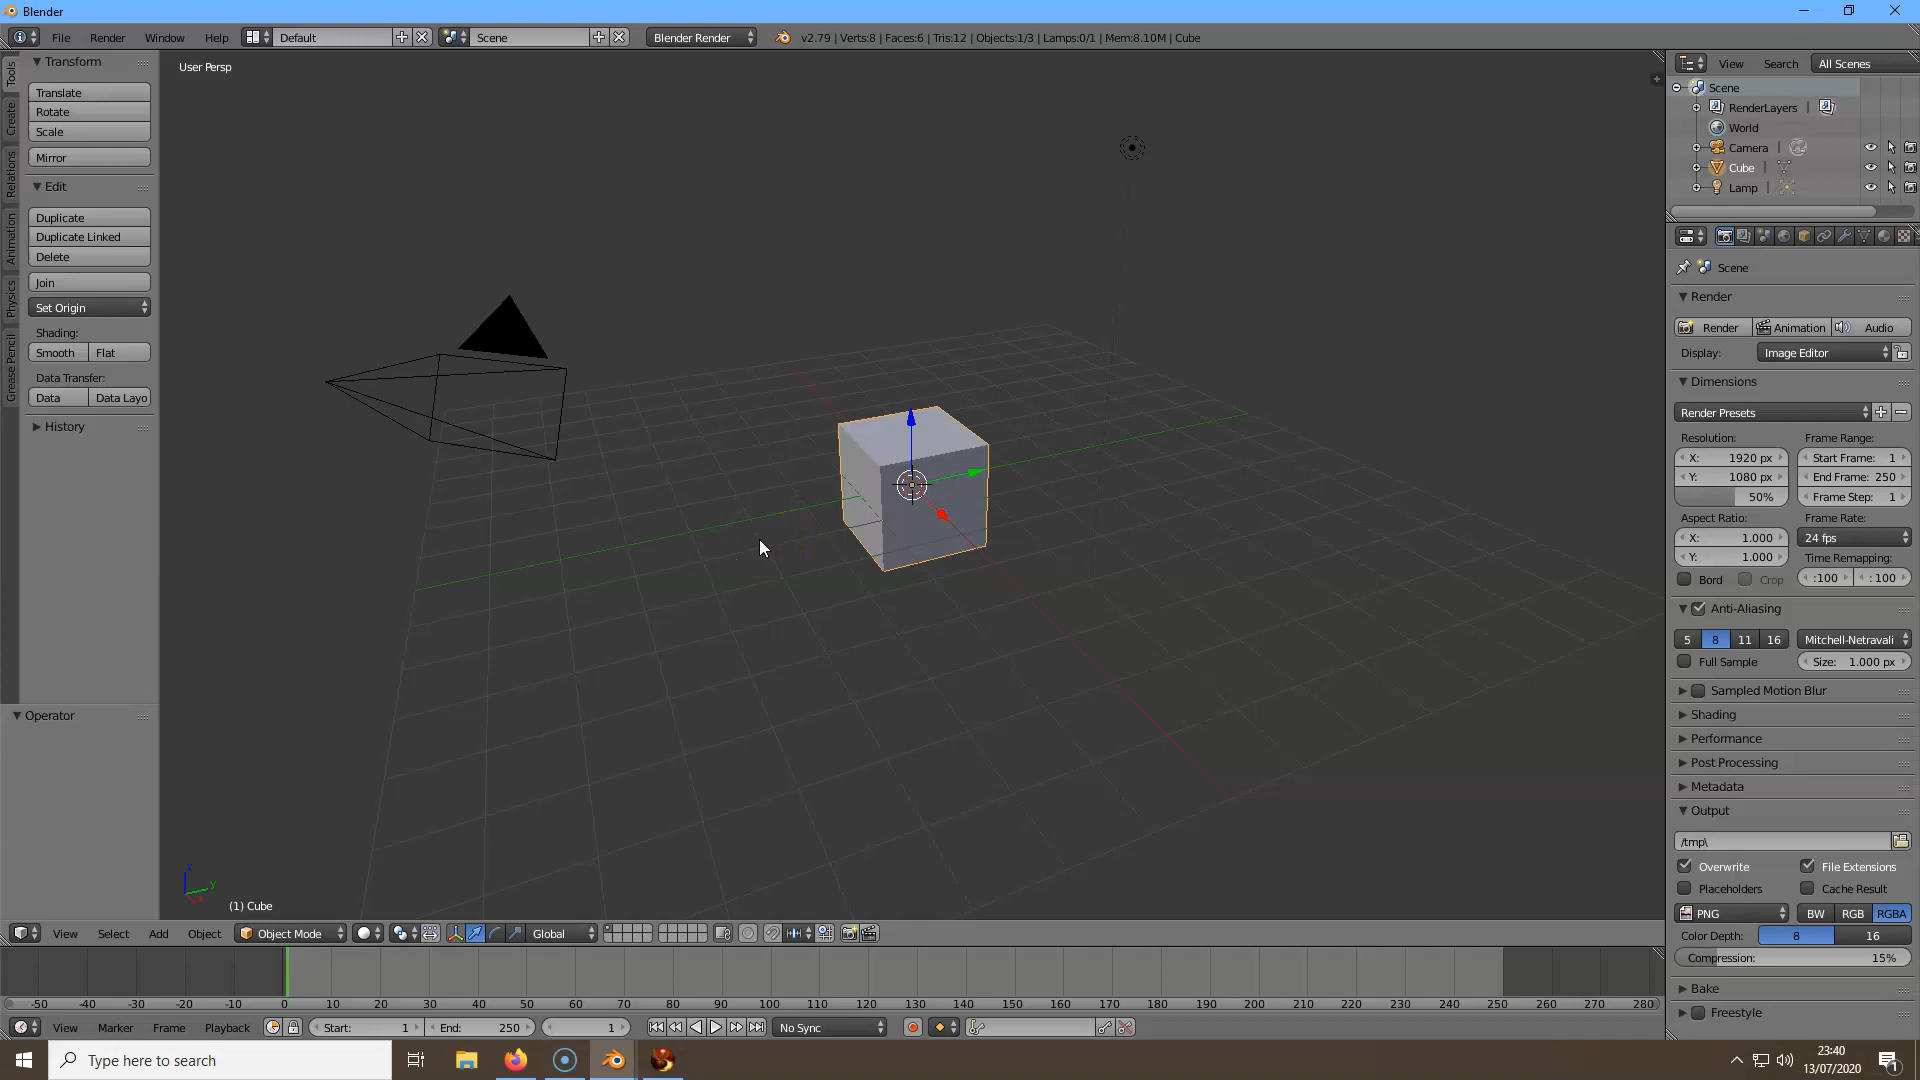 Blender
File Render Window Help Default Scene Blender Render v2.79 | Verts:8 | Faces:6 | Tris:12 | Objects:1/3 | Lamps:0/1 | Mem:8.10M | Cube
Tools
Create
Relations
Animation
Physics
Grease Pencil
Transform
Translate
Rotate
Scale
Mirror
Edit
Duplicate
Duplicate Linked
Delete
Join
Set Origin
Shading:
Smooth Flat
Data Transfer:
Data Data Layo
History
Operator
User Persp
z
y
x
(1) Cube
View Select Add Object Object Mode Global
-50 -40 -30 -20 -10 0 10 20 30 40 50 60 70 80 90 100 110 120 130 140 150 160 170 180 190 200 210 220 230 240 250 260 270 280
View Marker Frame Playback Start: 1 End: 250 1 No Sync
View Search All Scenes
Scene
RenderLayers |
World
Camera |
Cube |
Lamp |
Scene
Render
Render Animation Audio
Display: Image Editor
Dimensions
Render Presets
Resolution: Frame Range:
X: 1920 px Start Frame: 1
Y: 1080 px End Frame: 250
50% Frame Step: 1
Aspect Ratio: Frame Rate:
X: 1.000 24 fps
Y: 1.000 Time Remapping:
Bord Crop :100 : 100
Anti-Aliasing
5 8 11 16 Mitchell-Netravali
Full Sample Size: 1.000 px
Sampled Motion Blur
Shading
Performance
Post Processing
Metadata
Output
/tmp\
Overwrite File Extensions
Placeholders Cache Result
PNG BW RGB RGBA
Color Depth: 8 16
Compression: 15%
Bake
Freestyle
Type here to search
23:40
13/07/2020
1